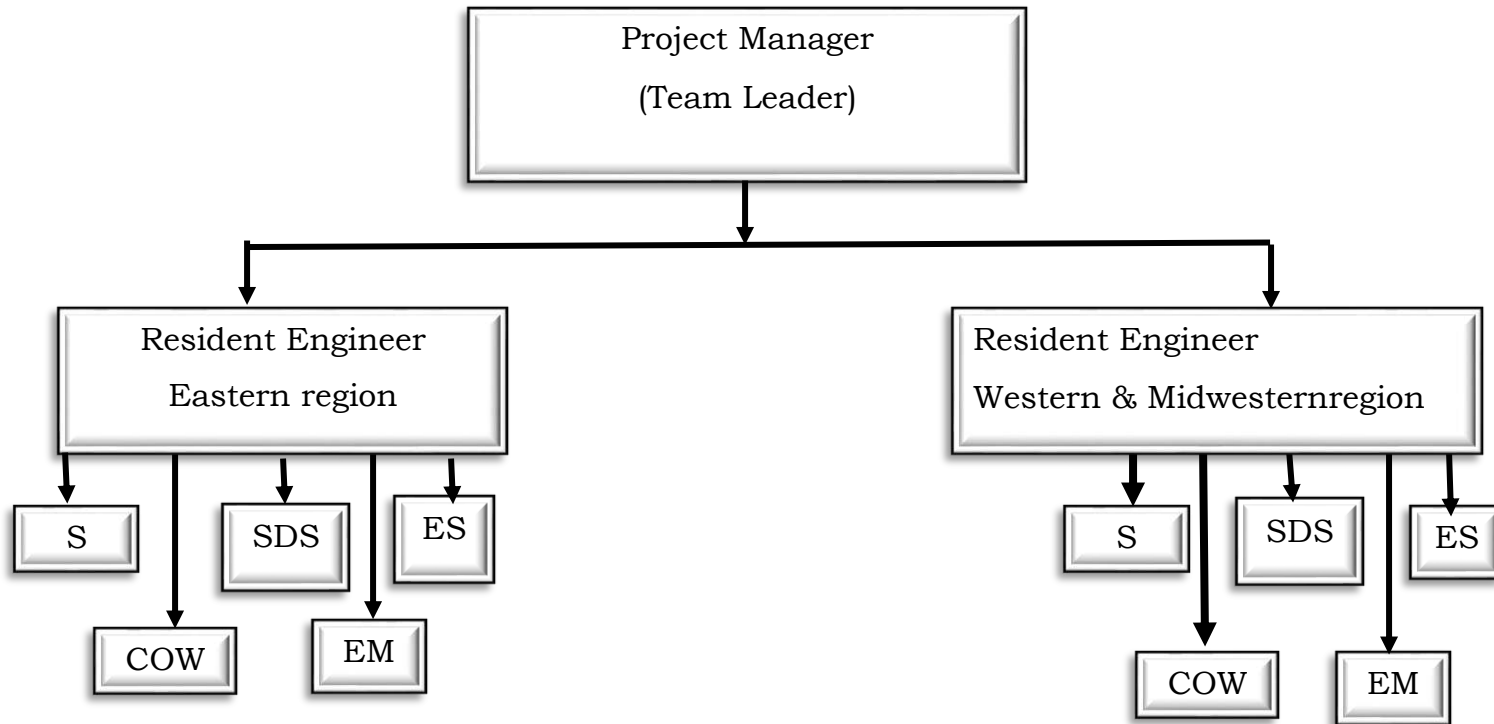 Project Manager
(Team Leader)
Resident Engineer
Eastern region
Resident Engineer
Western & Midwesternregion
S
SDS
ES
COW
EM
S
SDS
ES
COW
EM